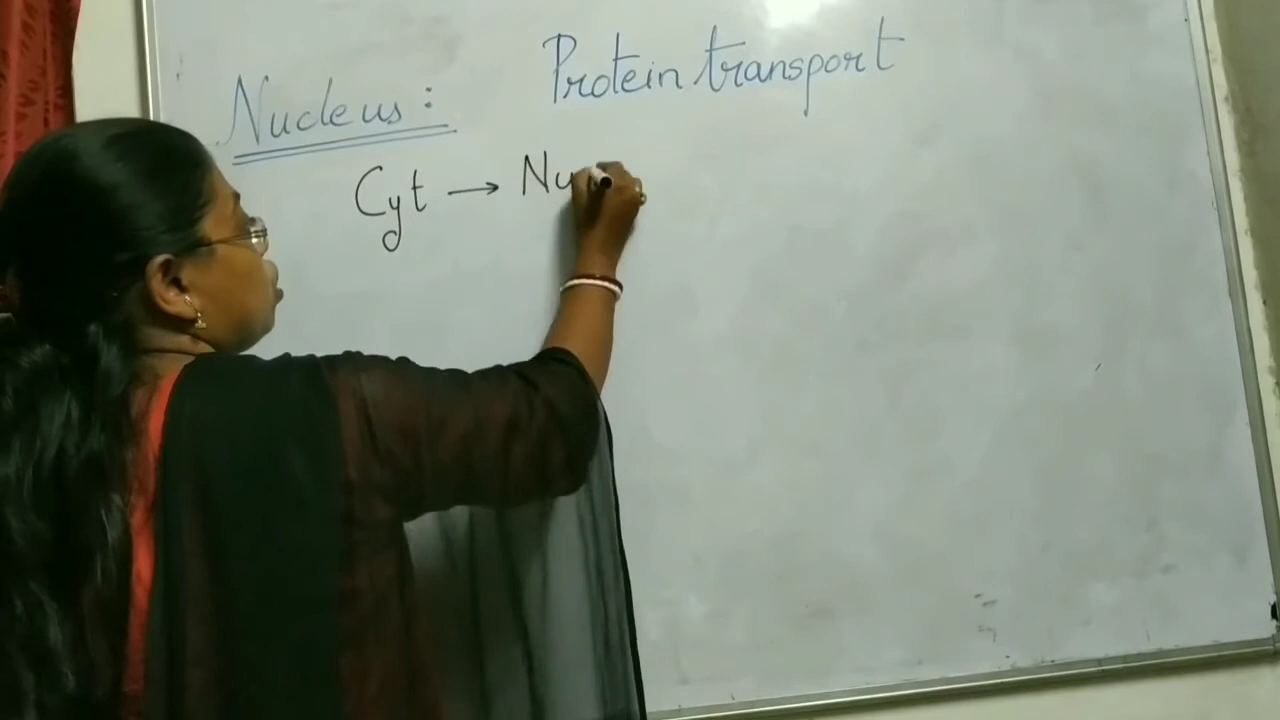 Protein transport
Nucleus :
Cyt → Nu